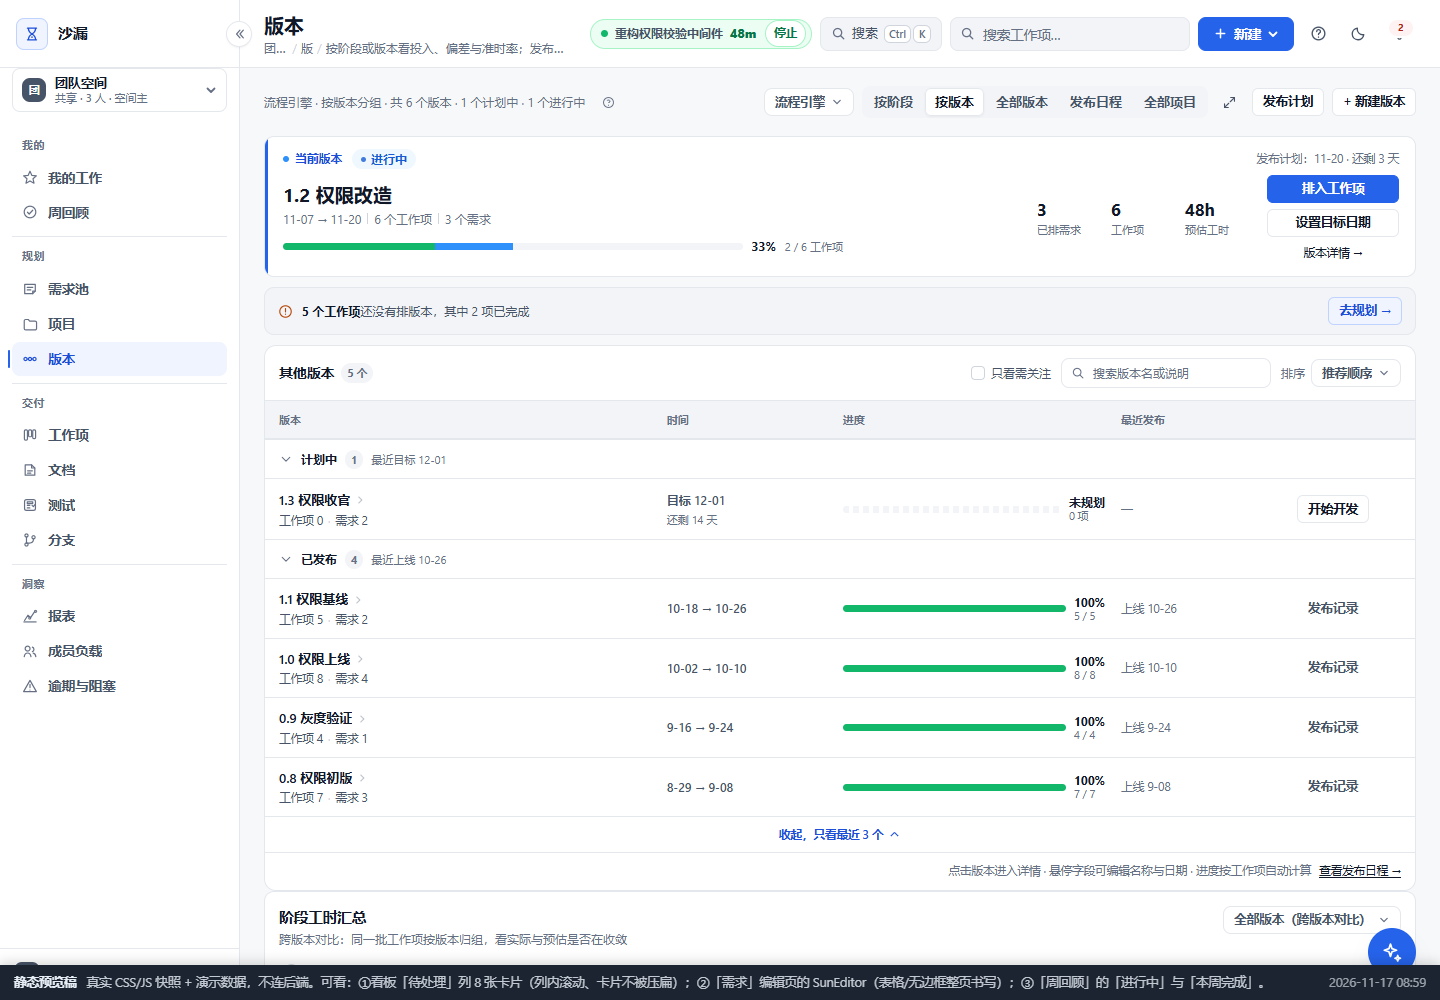 沙漏
版本
团... / 版 / 按阶段或版本看投入、偏差与准时率；发布...
重构权限校验中间件 48m 停止
搜索 Ctrl K
搜索工作项...
+ 新建
2
团
团队空间
共享 · 3 人 · 空间主
我的
我的工作
周回顾
规划
需求池
项目
版本
交付
工作项
文档
测试
分支
洞察
报表
成员负载
逾期与阻塞
流程引擎 · 按版本分组 · 共 6 个版本 · 1 个计划中 · 1 个进行中
流程引擎
按阶段 按版本 全部版本 发布日程 全部项目
发布计划
+ 新建版本
当前版本 进行中
发布计划：11-20 · 还剩 3 天
1.2 权限改造
11-07 → 11-20 6 个工作项 3 个需求
33% 2 / 6 工作项
3 6 48h
已排需求 工作项 预估工时
排入工作项
设置目标日期
版本详情 →
5 个工作项还没有排版本，其中 2 项已完成
去规划 →
其他版本 5 个
只看需关注
搜索版本名或说明
排序 推荐顺序
版本 时间 进度 最近发布
计划中 1 最近目标 12-01
1.3 权限收官
工作项 0 · 需求 2
目标 12-01
还剩 14 天
未规划
0 项
—
开始开发
已发布 4 最近上线 10-26
1.1 权限基线
工作项 5 · 需求 2
10-18 → 10-26
100%
5 / 5
上线 10-26
发布记录
1.0 权限上线
工作项 8 · 需求 4
10-02 → 10-10
100%
8 / 8
上线 10-10
发布记录
0.9 灰度验证
工作项 4 · 需求 1
9-16 → 9-24
100%
4 / 4
上线 9-24
发布记录
0.8 权限初版
工作项 7 · 需求 3
8-29 → 9-08
100%
7 / 7
上线 9-08
发布记录
收起，只看最近 3 个
点击版本进入详情 · 悬停字段可编辑名称与日期 · 进度按工作项自动计算 查看发布日程 →
阶段工时汇总
跨版本对比：同一批工作项按版本归组，看实际与预估是否在收敛
全部版本（跨版本对比）
静态预览稿 真实 CSS/JS 快照 + 演示数据，不连后端。可看：①看板「待处理」列 8 张卡片（列内滚动、卡片不被压扁）；②「需求」编辑页的 SunEditor（表格/无边框整页书写）；③「周回顾」的「进行中」与「本周完成」。
2026-11-17 08:59